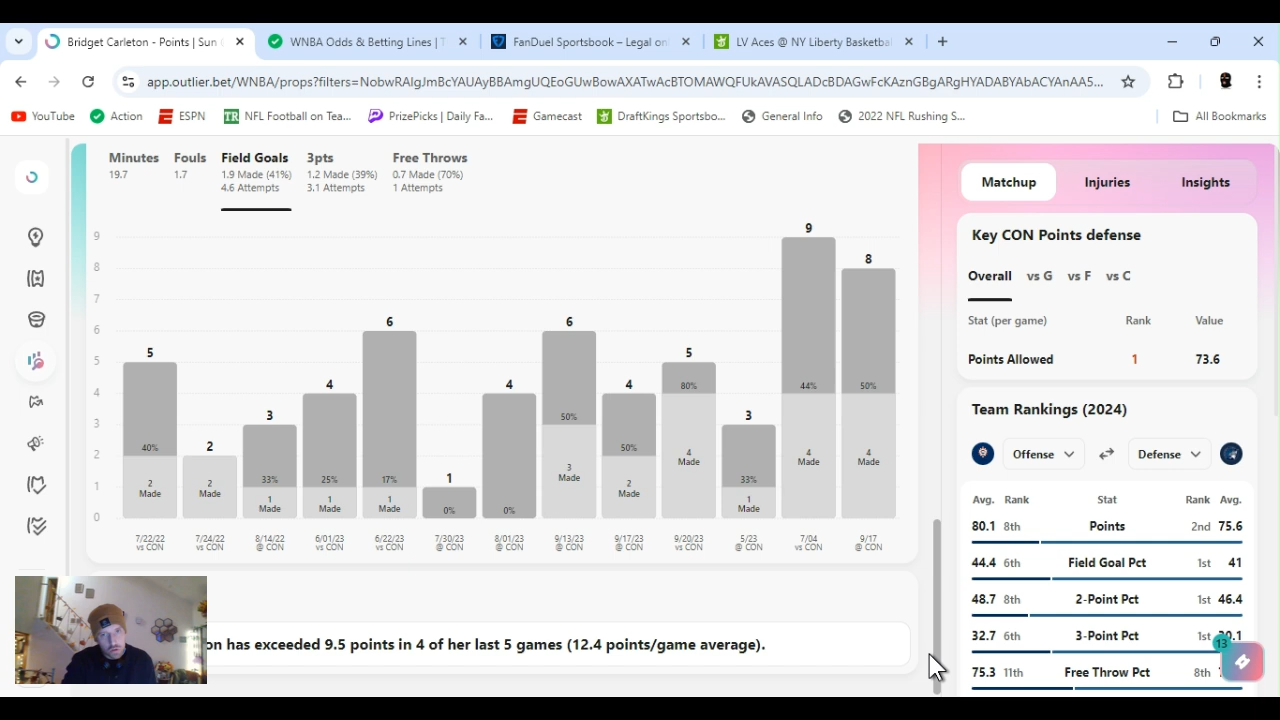 Bridget Carleton - Points | Sun
WNBA Odds & Betting Lines | T
FanDuel Sportsbook – Legal on
LV Aces @ NY Liberty Basketba
app.outlier.bet/WNBA/props?filters=NobwRAlgJmBcYAUAyBBAmgUQEoGUwBowAXATwAcBTOMAWQFUkAVASQLADcBDAGwFcKAznGBgARgHYADABYAbACYAnAA5...
YouTube
Action
ESPN
NFL Football on Tea...
PrizePicks | Daily Fa...
Gamecast
DraftKings Sportsbo...
General Info
2022 NFL Rushing S...
All Bookmarks
Minutes Fouls Field Goals 3pts Free Throws
19.7 1.7 1.9 Made (41%) 1.2 Made (39%) 0.7 Made (70%)
4.6 Attempts 3.1 Attempts 1 Attempts
9
8
7
6
5
4
3
2
1
0
5
40%
2
Made
7/22/22
vs CON
2
2
Made
7/24/22
vs CON
3
33%
1
Made
8/14/22
@ CON
4
25%
1
Made
6/01/23
vs CON
6
17%
1
Made
6/22/23
vs CON
1
0%
7/30/23
@ CON
4
0%
8/01/23
@ CON
6
50%
3
Made
9/13/23
@ CON
4
50%
2
Made
9/17/23
@ CON
5
80%
4
Made
9/20/23
vs CON
3
33%
1
Made
5/23
@ CON
9
44%
4
Made
7/04
vs CON
8
50%
4
Made
9/17
@ CON
on has exceeded 9.5 points in 4 of her last 5 games (12.4 points/game average).
Matchup Injuries Insights
Key CON Points defense
Overall vs G vs F vs C
Stat (per game) Rank Value
Points Allowed 1 73.6
Team Rankings (2024)
Offense Defense
Avg. Rank Stat Rank Avg.
80.1 8th Points 2nd 75.6
44.4 6th Field Goal Pct 1st 41
48.7 8th 2-Point Pct 1st 46.4
32.7 6th 3-Point Pct 1st
75.3 11th Free Throw Pct 8th
13